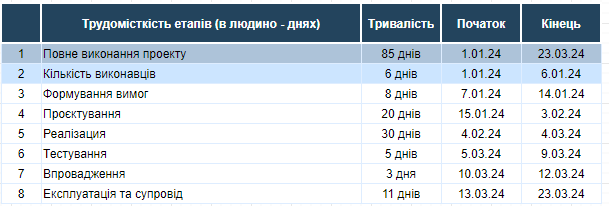 Трудомісткість етапів (в людино - днях) Тривалість Початок Кінець
1 Повне виконання проекту 85 днів 1.01.24 23.03.24
2 Кількість виконавців 6 днів 1.01.24 6.01.24
3 Формування вимог 8 днів 7.01.24 14.01.24
4 Проєктування 20 днів 15.01.24 3.02.24
5 Реалізация 30 днів 4.02.24 4.03.24
6 Тестування 5 днів 5.03.24 9.03.24
7 Впровадження 3 дня 10.03.24 12.03.24
8 Експлуатація та супровід 11 днів 13.03.24 23.03.24